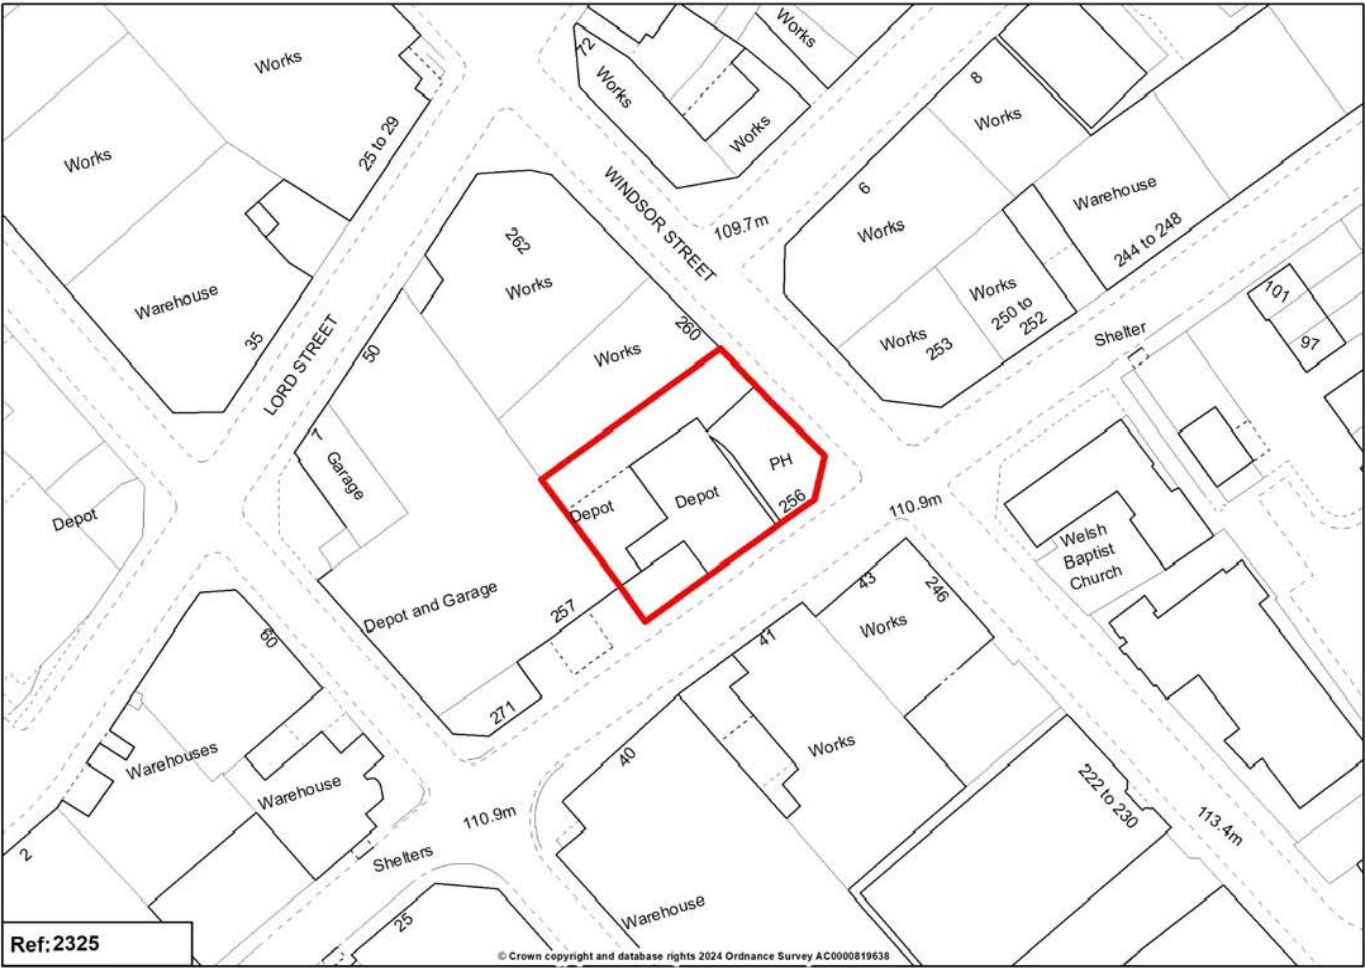 Works
72
Works
Works
8
Works
25 to 29
Works
Works
Works
6
Warehouse
WINDSOR STREET
109.7m
244 to 248
262
Works
Works
Works
250 to
252
101
Warehouse
35
LORD STREET
50
260
Works
Works
253
Shelter
97
7
Garage
PH
Depot
Depot
256
110.9m
Depot
Welsh
Baptist
Church
Depot and Garage
257
43
246
Works
60
41
271
Warehouses
Warehouse
40
Works
222 to 230
113.4m
110.9m
Shelters
2
25
Warehouse
Ref:2325
© Crown copyright and database rights 2024 Ordnance Survey AC0000819638